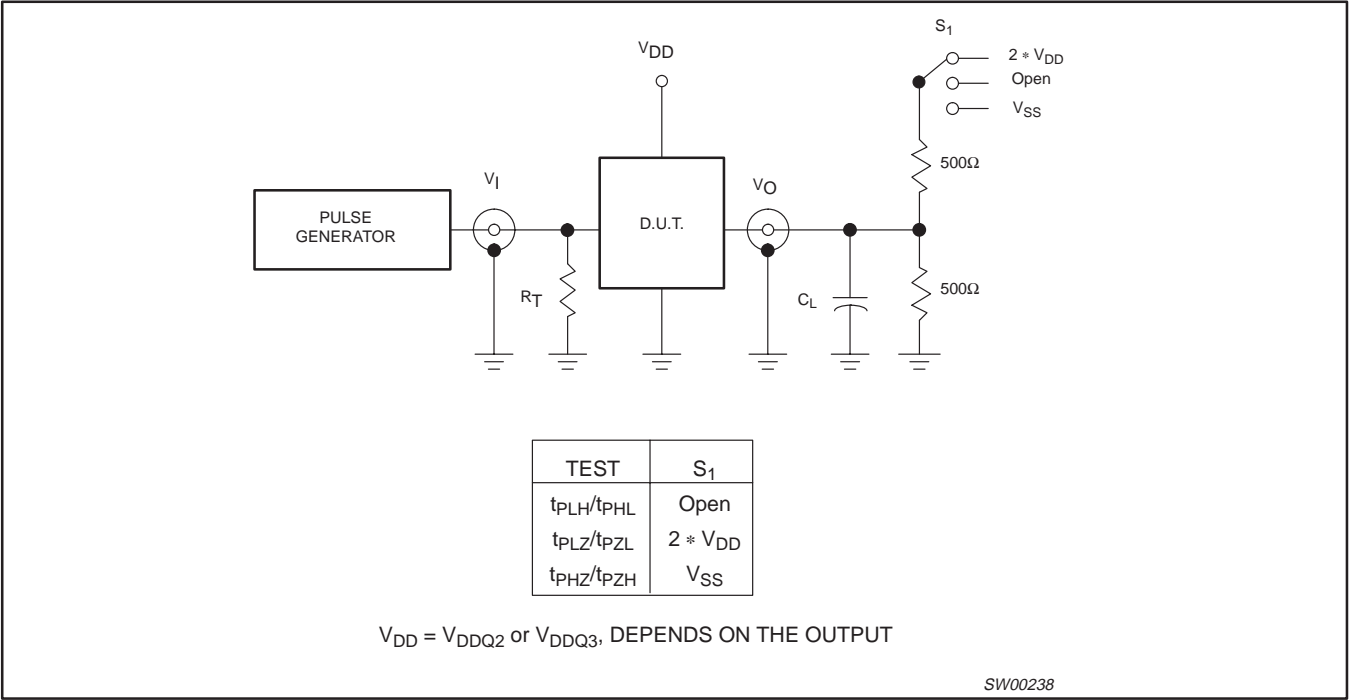 S1
VDD
2 * VDD
Open
VSS
500Ω
VI
VO
PULSE
GENERATOR
D.U.T.
RT
CL
500Ω
TEST S1
tPLH/tPHL Open
tPLZ/tPZL 2 * VDD
tPHZ/tPZH VSS
VDD = VDDQ2 or VDDQ3, DEPENDS ON THE OUTPUT
SW00238